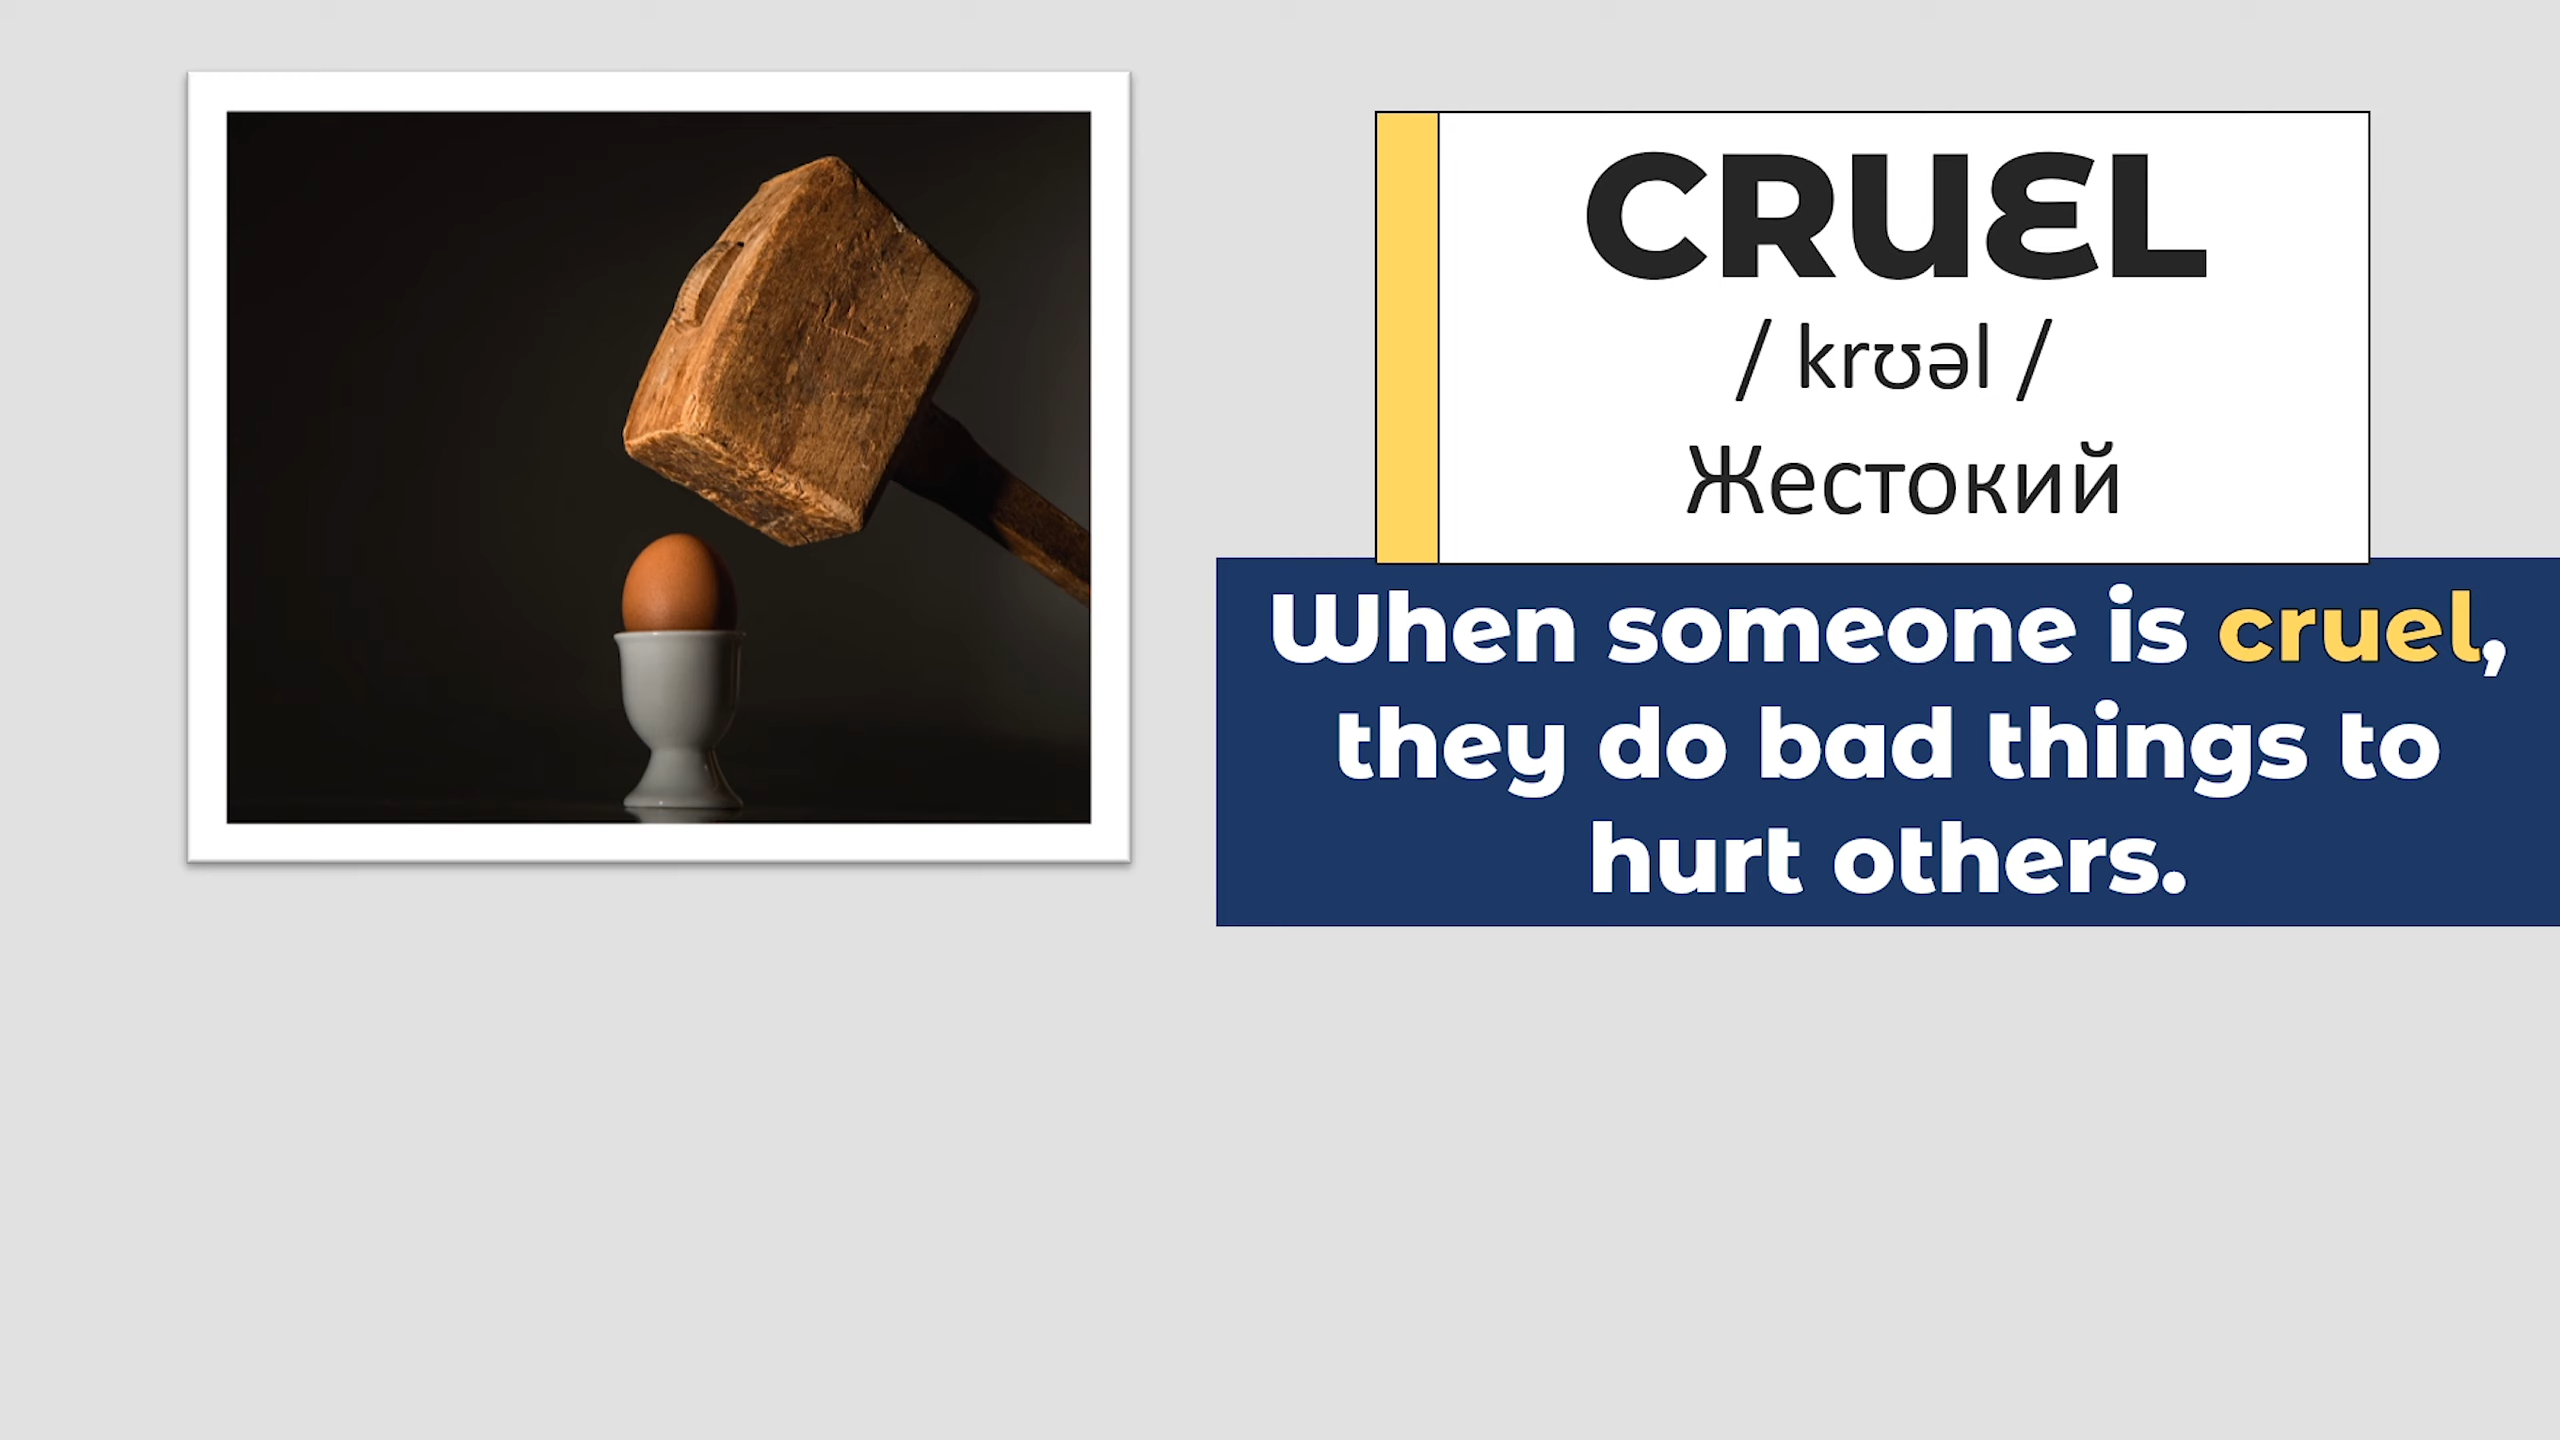 CRUEL
/ krʊəl /
Жестокий
When someone is cruel,
they do bad things to
hurt others.